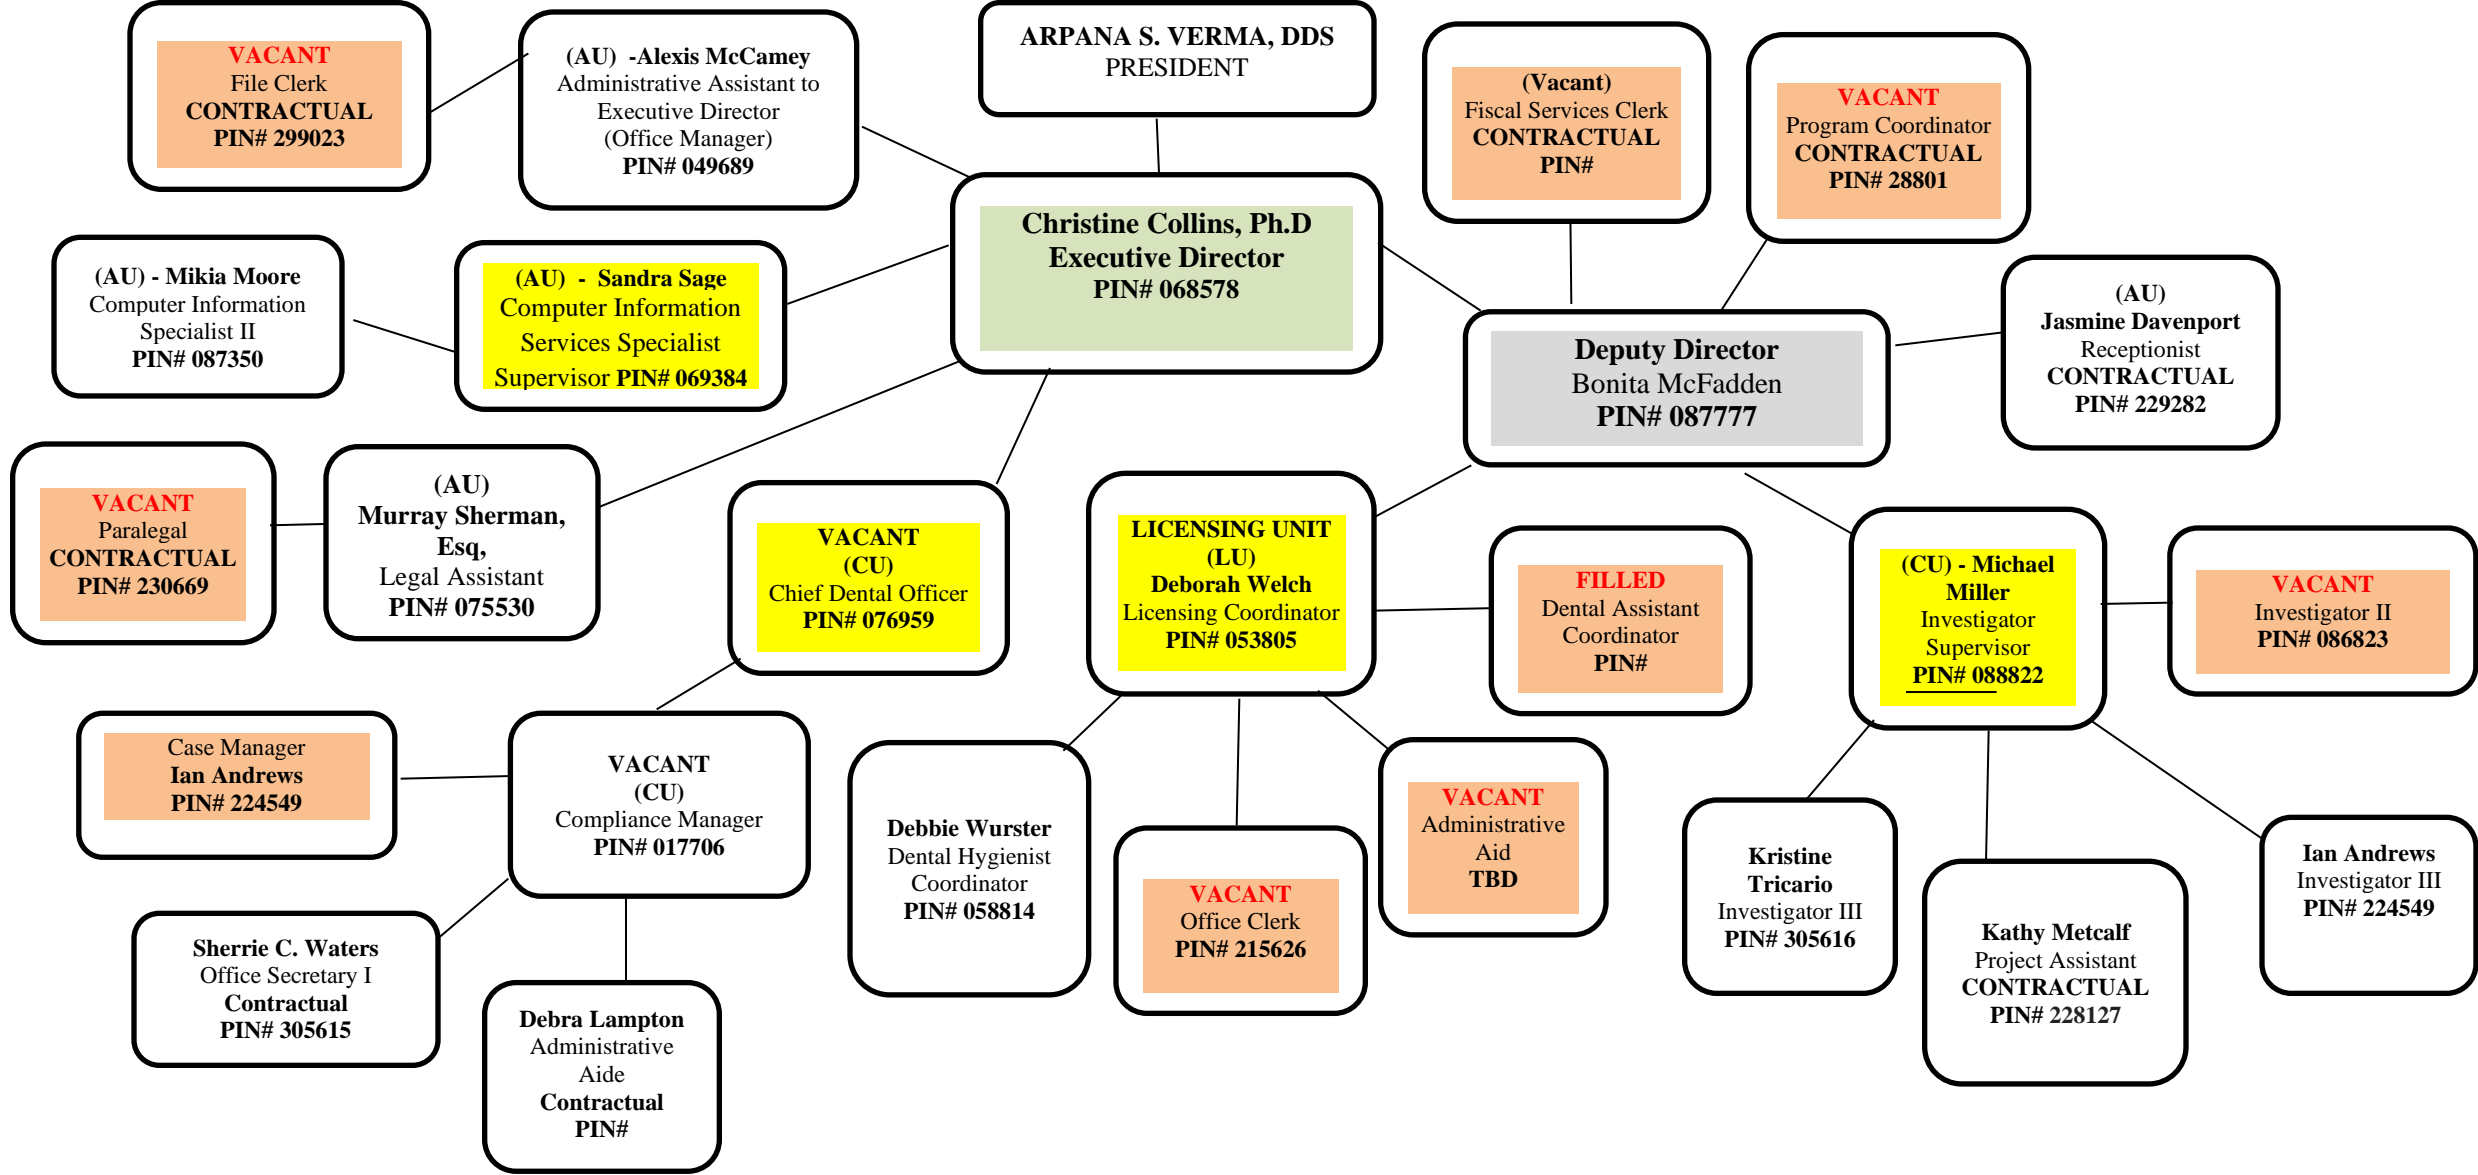 VACANT
File Clerk
CONTRACTUAL
PIN# 299023
(AU)  -Alexis McCamey
Administrative Assistant to
Executive Director
(Office Manager)
PIN# 049689
ARPANA S. VERMA, DDS
PRESIDENT
(Vacant)
Fiscal Services Clerk
CONTRACTUAL
PIN#
VACANT
Program Coordinator
CONTRACTUAL
PIN# 28801
(AU) - Mikia Moore
Computer Information
Specialist II
PIN# 087350
(AU)  -  Sandra Sage
Computer Information
Services Specialist
Supervisor PIN# 069384
Christine Collins, Ph.D
Executive Director
PIN# 068578
Deputy Director
Bonita McFadden
PIN# 087777
(AU)
Jasmine Davenport
Receptionist
CONTRACTUAL
PIN# 229282
VACANT
Paralegal
CONTRACTUAL
PIN# 230669
(AU)
Murray Sherman,
Esq,
Legal Assistant
PIN# 075530
VACANT
(CU)
Chief Dental Officer
PIN# 076959
LICENSING UNIT
(LU)
Deborah Welch
Licensing Coordinator
PIN# 053805
FILLED
Dental Assistant
Coordinator
PIN#
(CU) - Michael
Miller
Investigator
Supervisor
PIN# 088822
VACANT
Investigator II
PIN# 086823
Case Manager
Ian Andrews
PIN# 224549
VACANT
(CU)
Compliance Manager
PIN# 017706
Debbie Wurster
Dental Hygienist
Coordinator
PIN# 058814
VACANT
Office Clerk
PIN# 215626
VACANT
Administrative
Aid
TBD
Kristine
Tricario
Investigator III
PIN# 305616
Kathy Metcalf
Project Assistant
CONTRACTUAL
PIN# 228127
Ian Andrews
Investigator III
PIN# 224549
Sherrie C. Waters
Office Secretary I
Contractual
PIN# 305615
Debra Lampton
Administrative
Aide
Contractual
PIN#